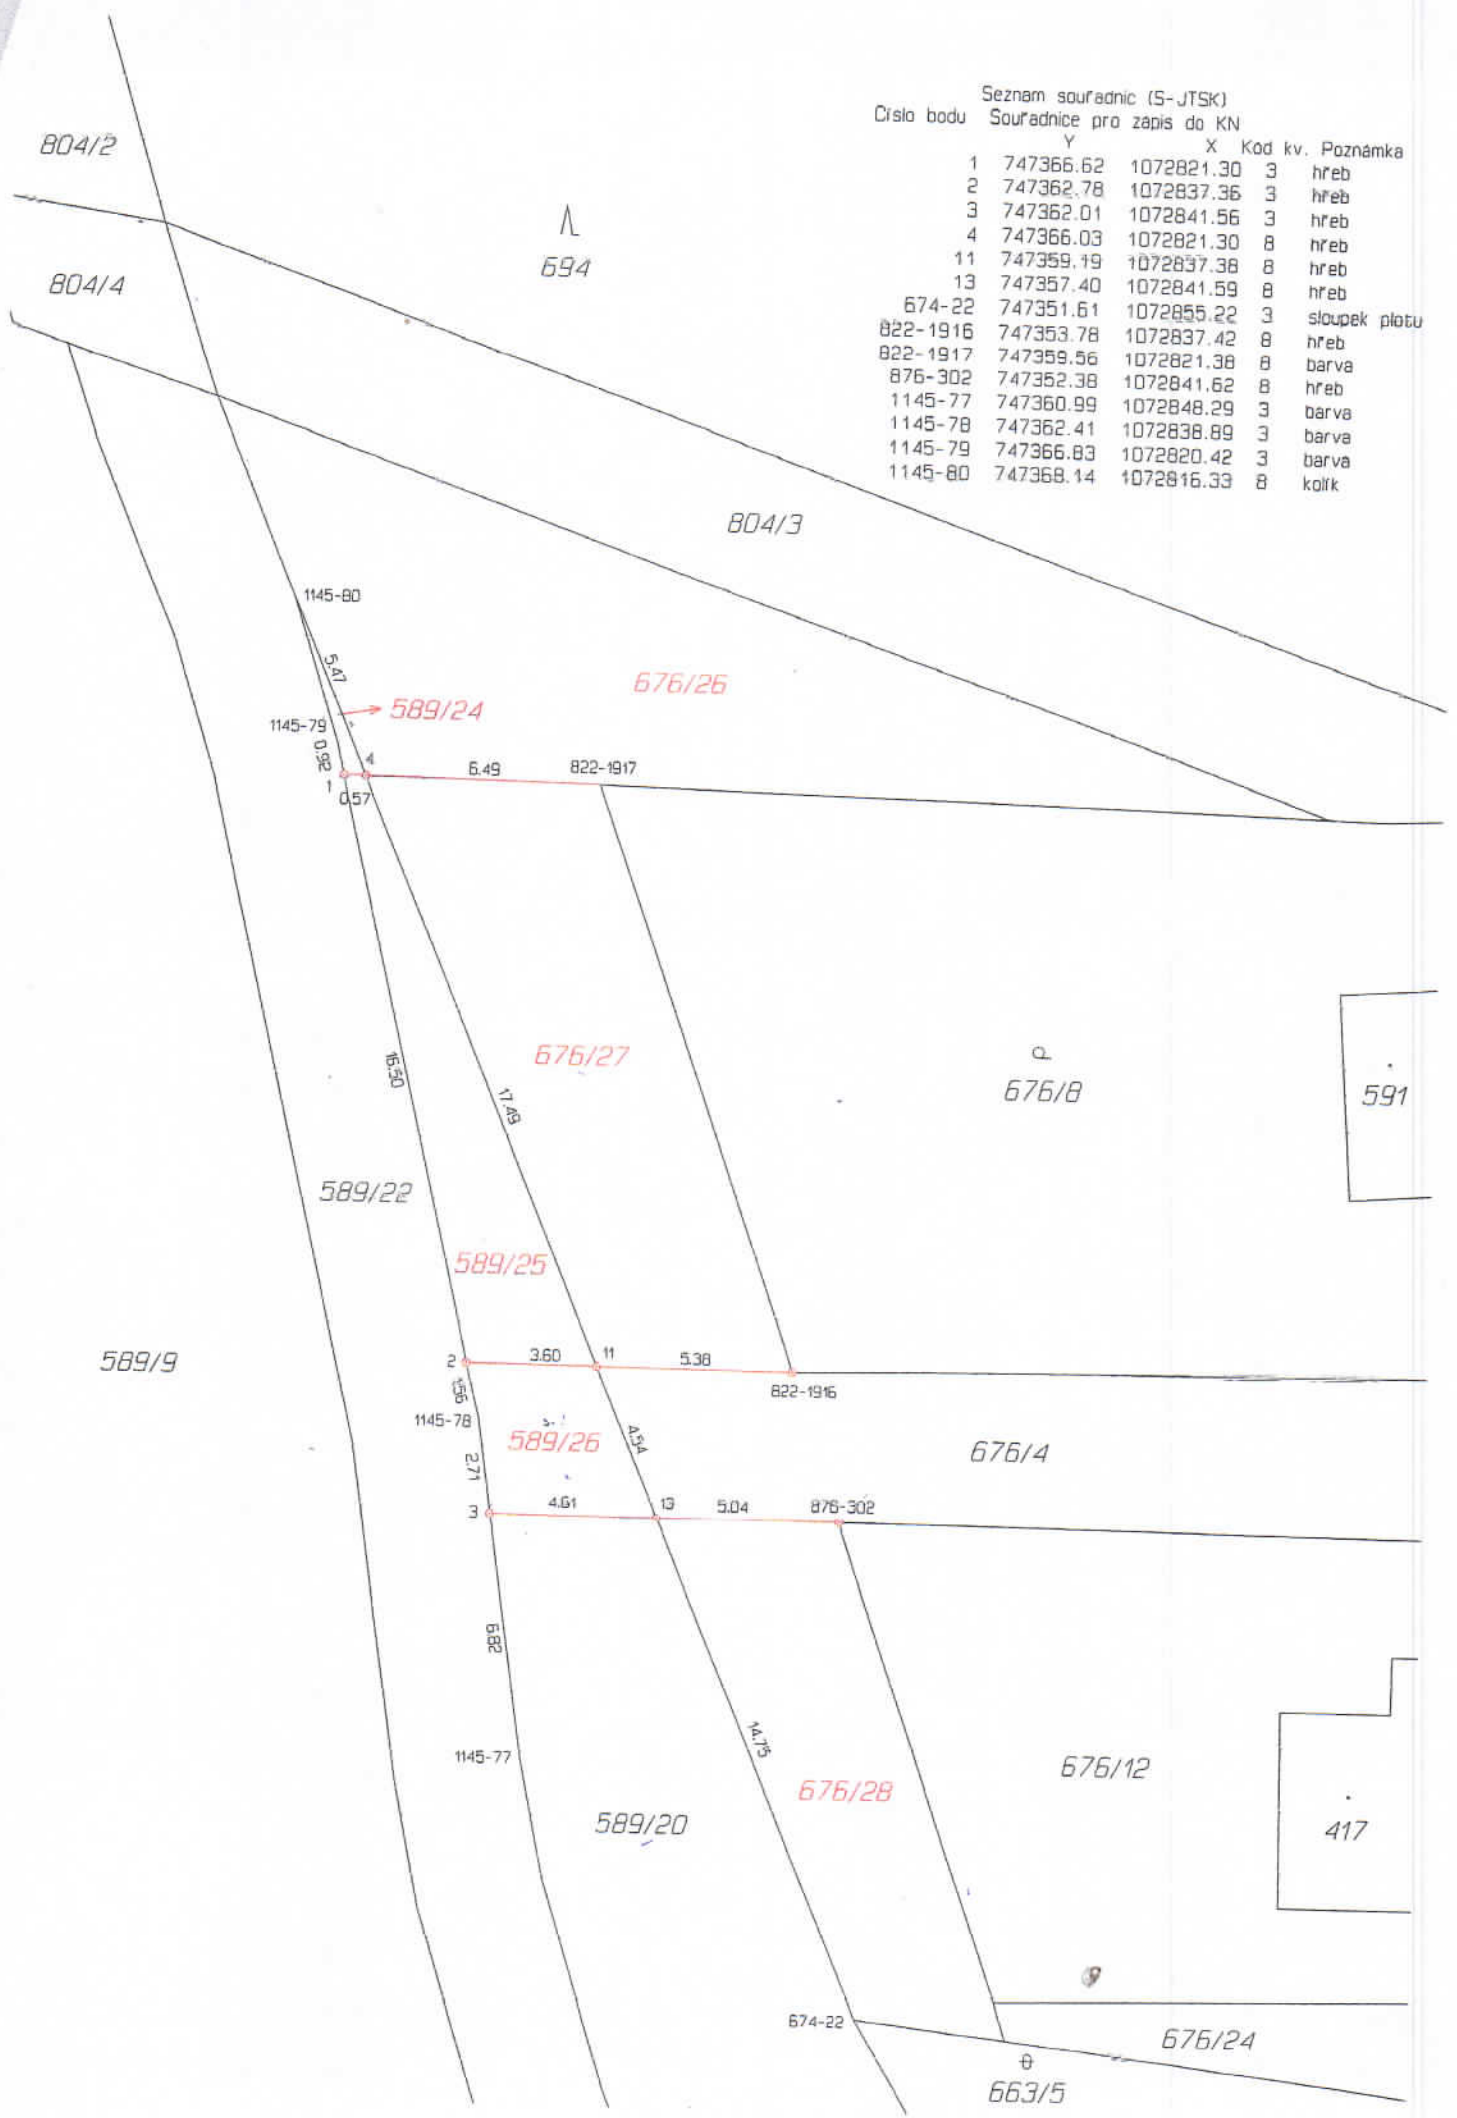 Seznam souřadnic (S-JTSK)
Číslo bodu Souřadnice pro zápis do KN
Y X Kód kv. Poznámka
1 747366.62 1072821.30 3 hřeb
2 747362.78 1072837.36 3 hřeb
3 747362.01 1072841.56 3 hřeb
4 747366.03 1072821.30 8 hřeb
11 747359.19 1072837.38 8 hřeb
13 747357.40 1072841.59 8 hřeb
674-22 747351.61 1072855.22 3 sloupek plotu
822-1916 747353.78 1072837.42 8 hřeb
822-1917 747359.56 1072821.38 8 barva
876-302 747352.38 1072841.62 8 hřeb
1145-77 747360.99 1072848.29 3 barva
1145-78 747362.41 1072838.89 3 barva
1145-79 747366.83 1072820.42 3 barva
1145-80 747368.14 1072816.33 8 kolík
804/2
694
804/4
804/3
1145-80
5.47
676/26
589/24
1145-79
0.92
4
6.49
822-1917
1
0.57
676/27
16.50
17.49
676/8
591
589/22
589/25
589/9
2
3.60
11
5.38
822-1916
1.56
1145-78
589/26
4.54
676/4
2.71
3
4.61
13
5.04
876-302
6.82
1145-77
14.75
676/12
676/28
589/20
417
674-22
676/24
663/5